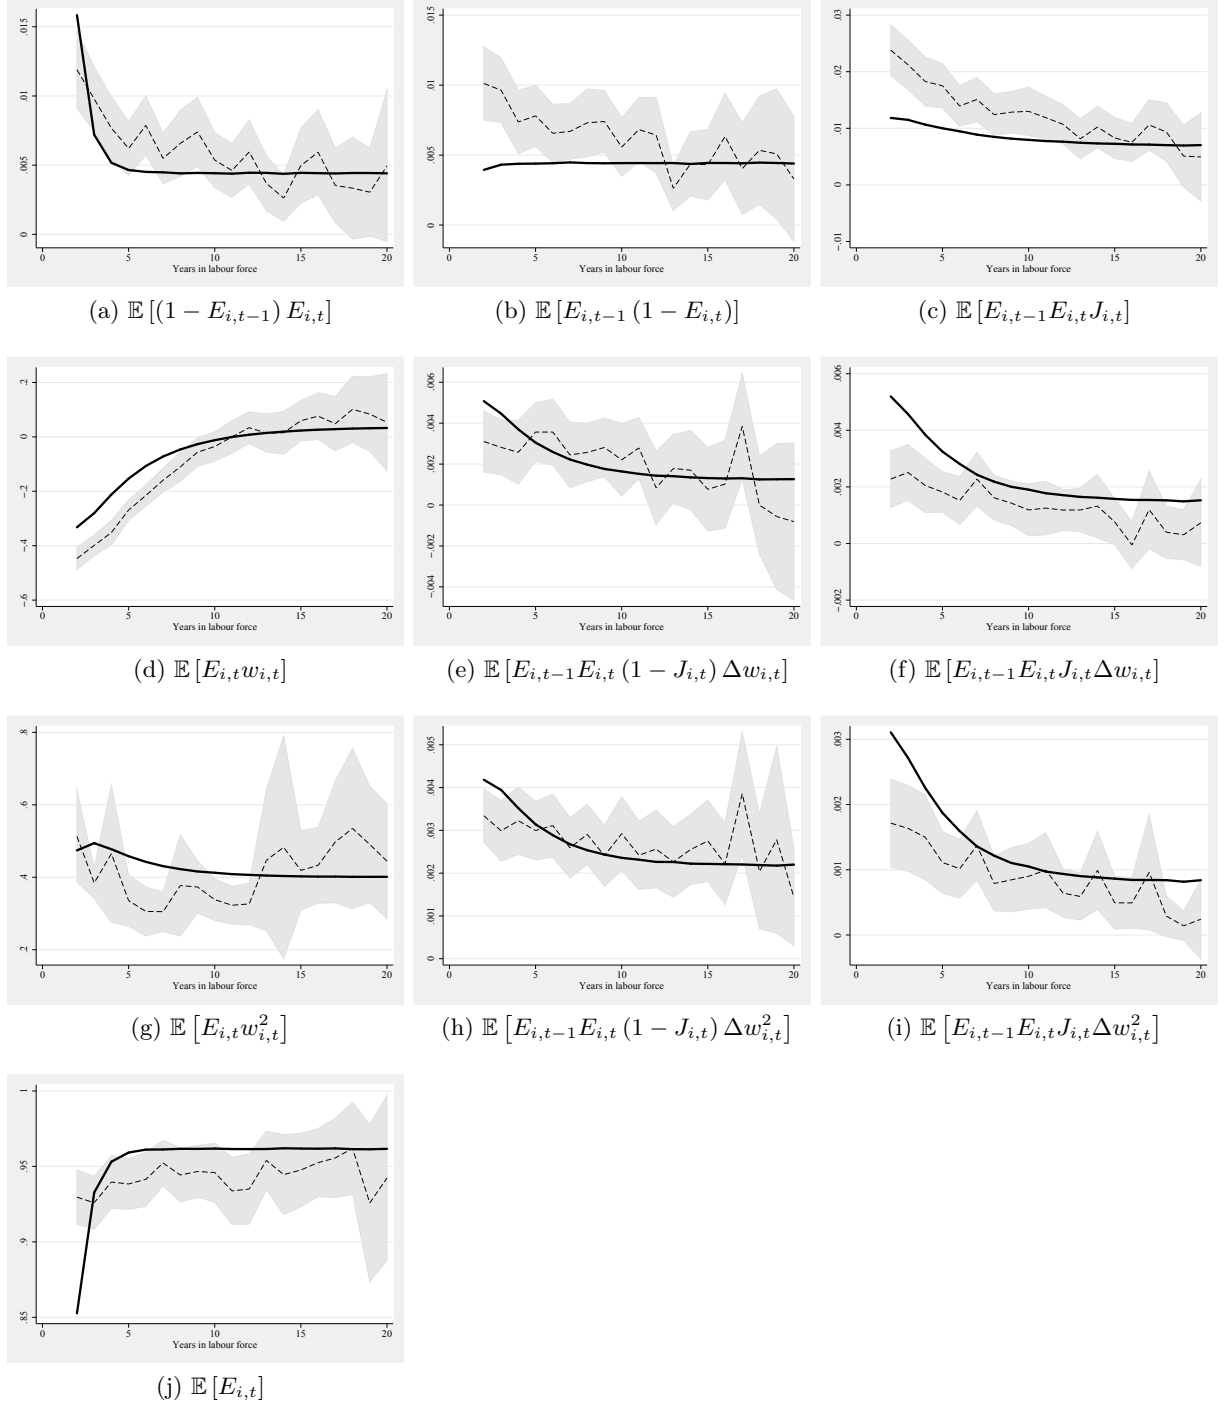 .015
.01
.005
0
0 5 10 15 20
Years in labour force
(a) 𝔼 [(1 − E_{i,t−1}) E_{i,t}]
.015
.01
.005
0
0 5 10 15 20
Years in labour force
(b) 𝔼 [E_{i,t−1} (1 − E_{i,t})]
.03
.02
.01
0
−.01
0 5 10 15 20
Years in labour force
(c) 𝔼 [E_{i,t−1}E_{i,t}J_{i,t}]
.2
0
−.2
−.4
−.6
0 5 10 15 20
Years in labour force
(d) 𝔼 [E_{i,t}w_{i,t}]
.006
.004
.002
0
−.002
−.004
0 5 10 15 20
Years in labour force
(e) 𝔼 [E_{i,t−1}E_{i,t} (1 − J_{i,t}) Δw_{i,t}]
.006
.004
.002
0
−.002
0 5 10 15 20
Years in labour force
(f) 𝔼 [E_{i,t−1}E_{i,t}J_{i,t}Δw_{i,t}]
.8
.6
.4
.2
0 5 10 15 20
Years in labour force
(g) 𝔼 [E_{i,t}w²_{i,t}]
.005
.004
.003
.002
.001
0
0 5 10 15 20
Years in labour force
(h) 𝔼 [E_{i,t−1}E_{i,t} (1 − J_{i,t}) Δw²_{i,t}]
.003
.002
.001
0
0 5 10 15 20
Years in labour force
(i) 𝔼 [E_{i,t−1}E_{i,t}J_{i,t}Δw²_{i,t}]
1
.95
.9
.85
0 5 10 15 20
Years in labour force
(j) 𝔼 [E_{i,t}]